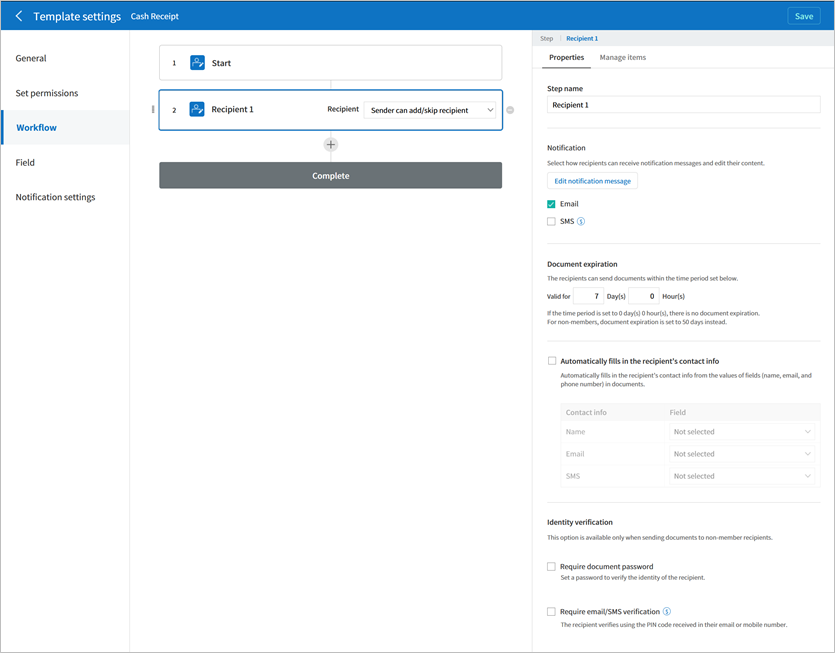 Template settings Cash Receipt Save
General
Set permissions
Workflow
Field
Notification settings
1 Start
2 Recipient 1 Recipient Sender can add/skip recipient
Complete
Step Recipient 1
Properties Manage items
Step name
Recipient 1
Notification
Select how recipients can receive notification messages and edit their content.
Edit notification message
Email
SMS
Document expiration
The recipients can send documents within the time period set below.
Valid for 7 Day(s) 0 Hour(s)
If the time period is set to 0 day(s) 0 hour(s), there is no document expiration.
For non-members, document expiration is set to 50 days instead.
Automatically fills in the recipient's contact info
Automatically fills in the recipient's contact info from the values of fields (name, email, and
phone number) in documents.
Contact info Field
Name Not selected
Email Not selected
SMS Not selected
Identity verification
This option is available only when sending documents to non-member recipients.
Require document password
Set a password to verify the identity of the recipient.
Require email/SMS verification
The recipient verifies using the PIN code received in their email or mobile number.